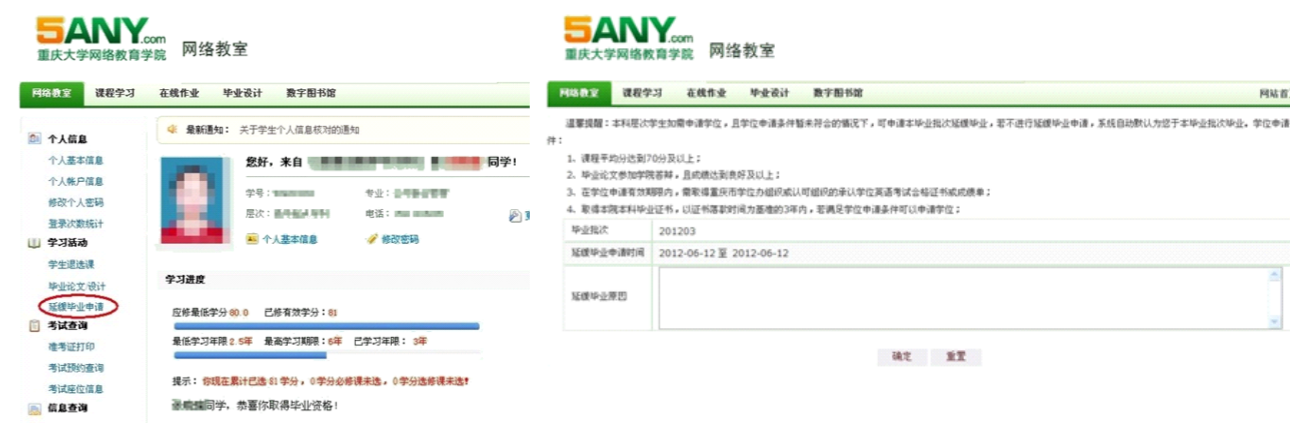 5ANY.com
重庆大学网络教育学院 网络教室
网络教室 课程学习 在线作业 毕业设计 数字图书馆
个人信息
个人基本信息
个人账户信息
修改个人密码
登录次数统计
学习活动
学生退选课
毕业论文/设计
延缓毕业申请
考试查询
准考证打印
考试预约查询
考试座位信息
信息查询
最新通知： 关于学生个人信息核对的通知
您好，来自 同学！
学号： 专业：
层次： 电话：
个人基本信息 修改密码
学习进度
应修最低学分 80.0 已修有效学分：81
最低学习年限 2.5年 最高学习期限：6年 已学习年限： 3年
提示： 你现在累计已选 81 学分，0学分必修课未选，0学分选修课未选！
同学，恭喜你取得毕业资格！
5ANY.com
重庆大学网络教育学院 网络教室
网络教室 课程学习 在线作业 毕业设计 数字图书馆 网站首
温馨提醒：本科层次学生如需申请学位，且学位申请条件暂未符合的情况下，可申请本毕业批次延缓毕业，若不进行延缓毕业申请，系统自动默认为您于本毕业批次毕业。学位申请
件：
1、课程平均分达到70分及以上；
2、毕业论文参加学院答辩，且成绩达到良好及以上；
3、在学位申请有效期限内，需取得重庆市学位办组织或认可组织的承认学位英语考试合格证书或成绩单；
4、取得本院本科毕业证书，以证书落款时间为基准的3年内，若满足学位申请条件可以申请学位；
毕业批次 201203
延缓毕业申请时间 2012-06-12 至 2012-06-12
延缓毕业原因
确定 重置